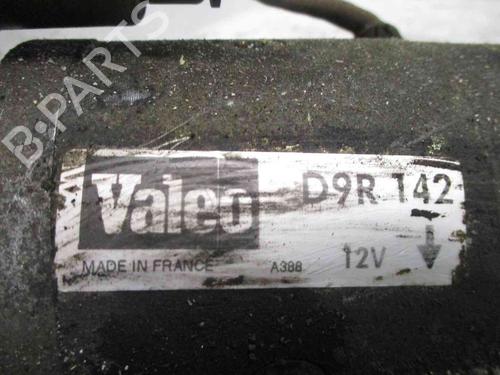 B-PARTS
Valeo
D9R 142
MADE IN FRANCE
A388
12V